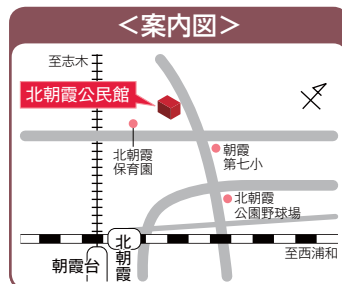 ＜案内図＞
至志木
北朝霞公民館
北朝霞
保育園
朝霞
第七小
北朝霞
公園野球場
北朝霞
至西浦和
朝霞台